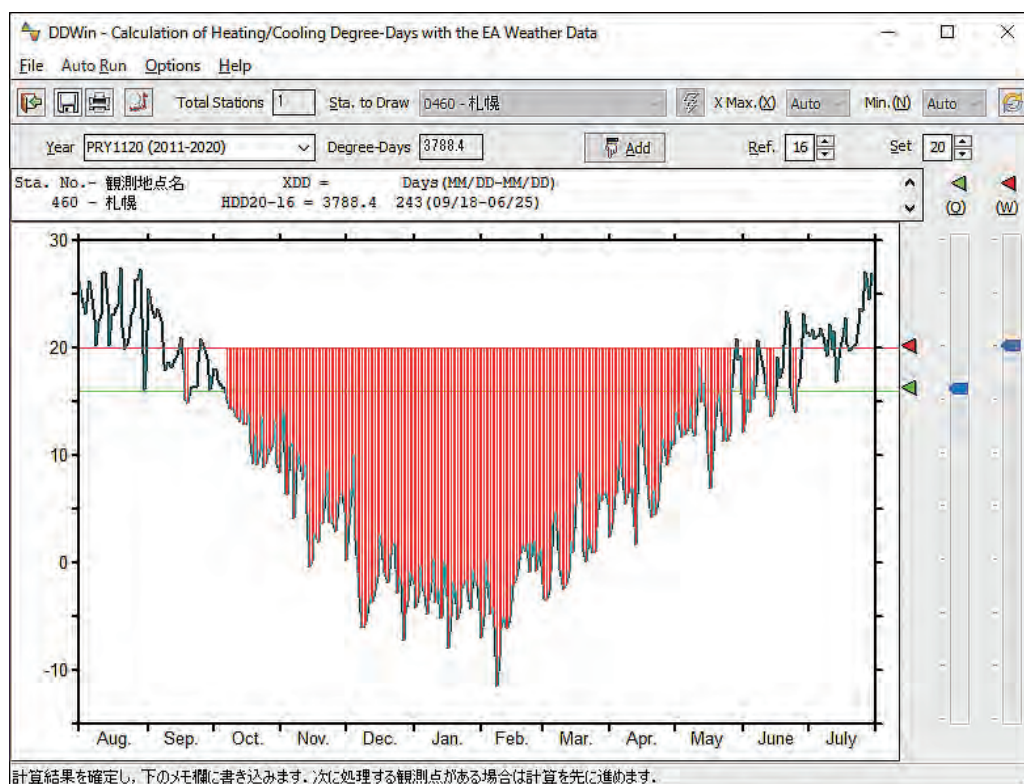 DDWin - Calculation of Heating/Cooling Degree-Days with the EA Weather Data
File Auto Run Options Help
Total Stations 1 Sta. to Draw 0460 - 札幌 X Max.(X) Auto Min.(N) Auto
Year PRY1120 (2011-2020) Degree-Days 3788.4 Add Ref. 16 Set 20
Sta. No.- 観測地点名 XDD = Days(MM/DD-MM/DD)
460 - 札幌 HDD20-16 = 3788.4 243(09/18-06/25)
(O) (W)
30
20
10
0
-10
Aug. Sep. Oct. Nov. Dec. Jan. Feb. Mar. Apr. May June July
計算結果を確定し、下のメモ欄に書き込みます。次に処理する観測点がある場合は計算を先に進めます.